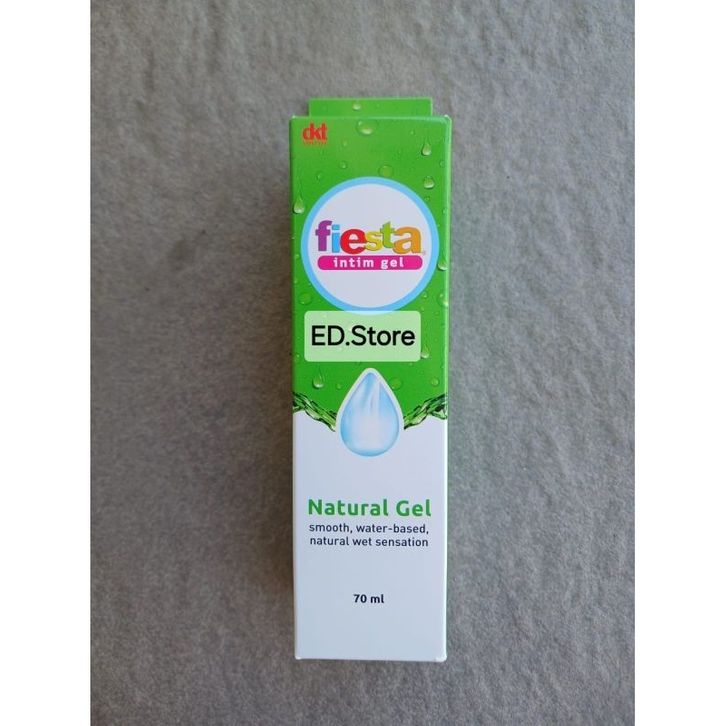 dkt
fiesta
intim gel
ED.Store
Natural Gel
smooth, water-based,
natural wet sensation
70 ml